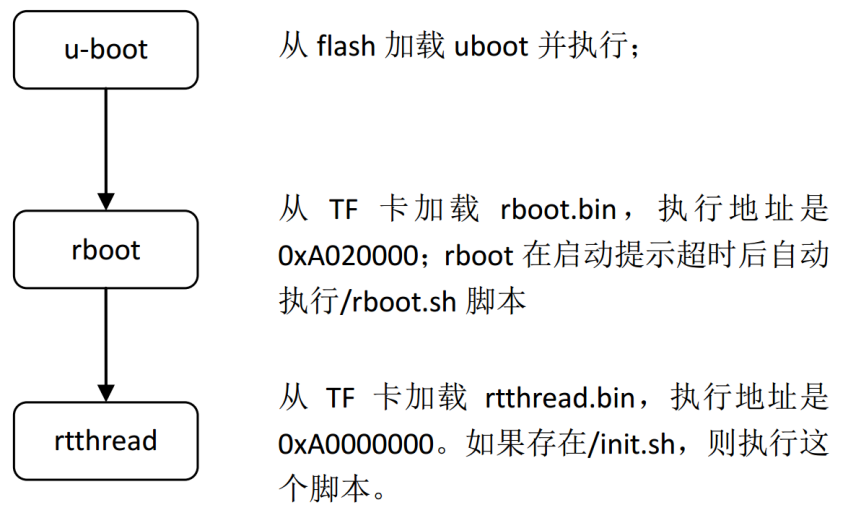 u-boot
从 flash 加载 uboot 并执行；
rboot
从 TF 卡加载 rboot.bin，执行地址是
0xA020000；rboot 在启动提示超时后自动
执行/rboot.sh 脚本
rtthread
从 TF 卡加载 rtthread.bin，执行地址是
0xA0000000。如果存在/init.sh，则执行这
个脚本。